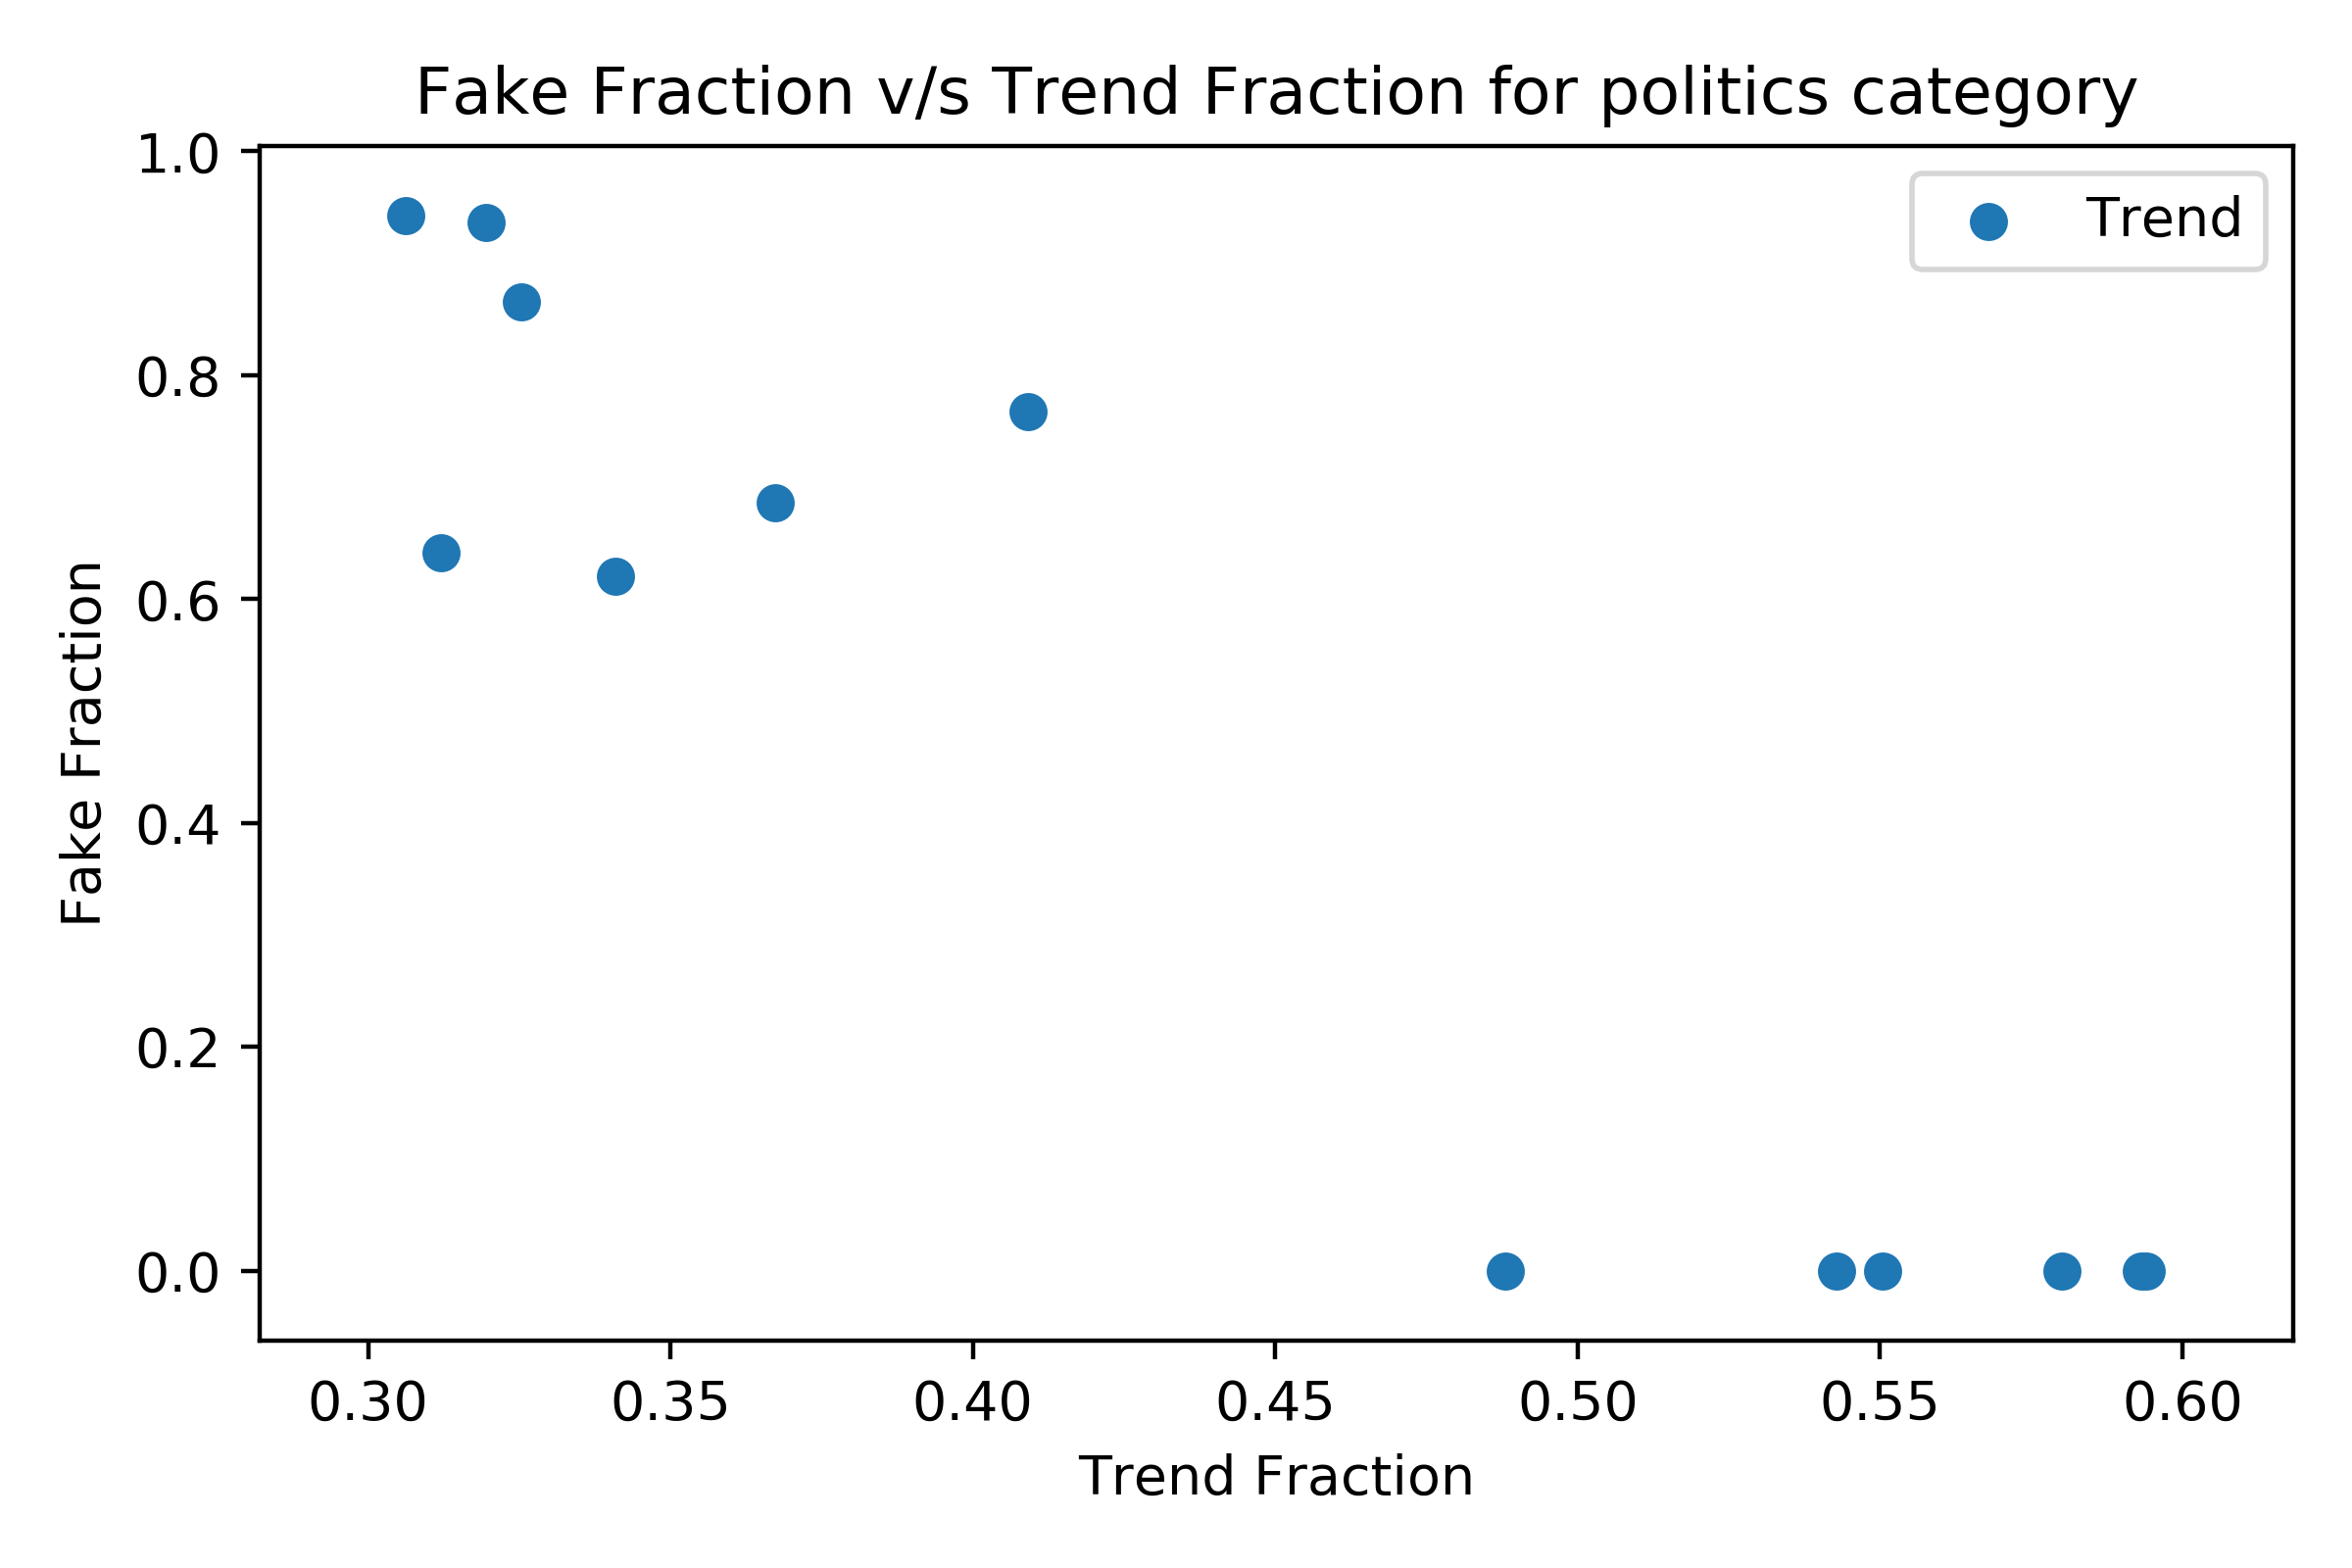 Fake Fraction v/s Trend Fraction for politics category
Trend
1.0
0.8
0.6
0.4
0.2
0.0
Fake Fraction
0.30 0.35 0.40 0.45 0.50 0.55 0.60
Trend Fraction